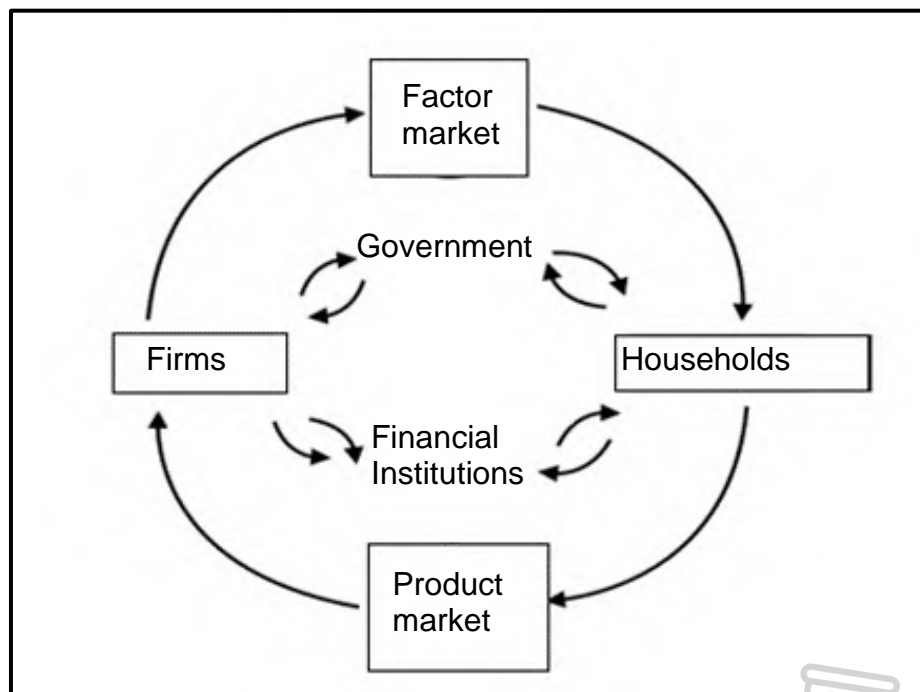 Factor
market
Government
Firms
Households
Financial
Institutions
Product
market